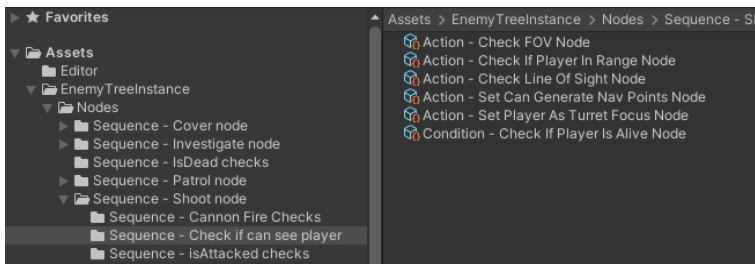 Favorites
Assets
Editor
EnemyTreeInstance
Nodes
Sequence - Cover node
Sequence - Investigate node
Sequence - IsDead checks
Sequence - Patrol node
Sequence - Shoot node
Sequence - Cannon Fire Checks
Sequence - Check if can see player
Sequence - isAttacked checks
Assets > EnemyTreeInstance > Nodes > Sequence - S
Action - Check FOV Node
Action - Check If Player In Range Node
Action - Check Line Of Sight Node
Action - Set Can Generate Nav Points Node
Action - Set Player As Turret Focus Node
Condition - Check If Player Is Alive Node